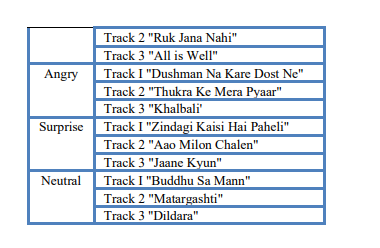 Track 2 "Ruk Jana Nahi"
Track 3 "All is Well"
Angry Track I "Dushman Na Kare Dost Ne"
Track 2 "Thukra Ke Mera Pyaar"
Track 3 "Khalbali'
Surprise Track I "Zindagi Kaisi Hai Paheli"
Track 2 "Aao Milon Chalen"
Track 3 "Jaane Kyun"
Neutral Track I "Buddhu Sa Mann"
Track 2 "Matargashti"
Track 3 "Dildara"